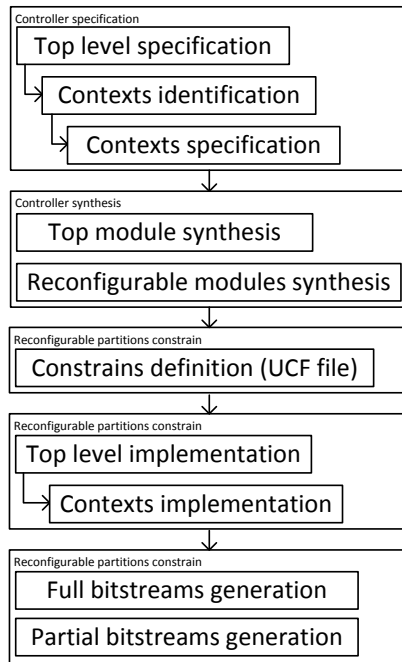 Controller specification
Top level specification
Contexts identification
Contexts specification
Controller synthesis
Top module synthesis
Reconfigurable modules synthesis
Reconfigurable partitions constrain
Constrains definition (UCF file)
Reconfigurable partitions constrain
Top level implementation
Contexts implementation
Reconfigurable partitions constrain
Full bitstreams generation
Partial bitstreams generation